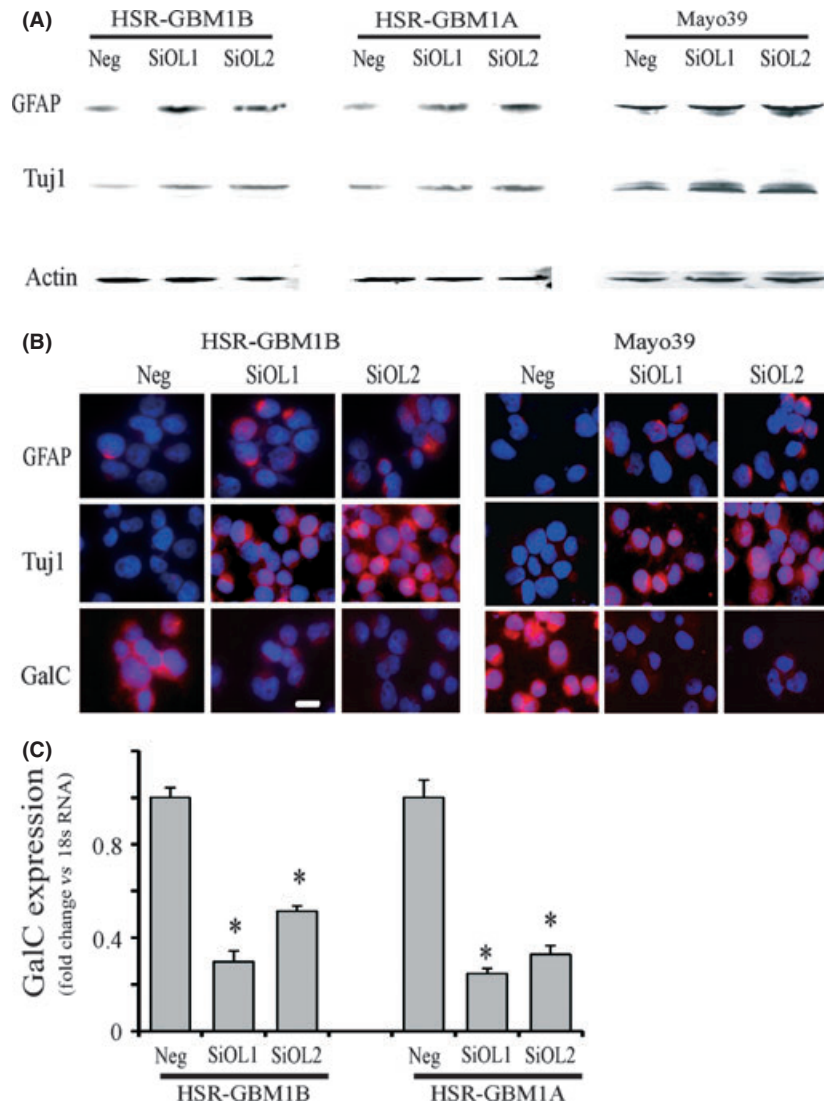 (A)
HSR-GBM1B HSR-GBM1A Mayo39
Neg SiOL1 SiOL2 Neg SiOL1 SiOL2 Neg SiOL1 SiOL2
GFAP
Tuj1
Actin
(B)
HSR-GBM1B Mayo39
Neg SiOL1 SiOL2 Neg SiOL1 SiOL2
GFAP
Tuj1
GalC
(C)
GalC expression
(fold change vs 18s RNA)
0.8
0.4
0
* * * *
Neg SiOL1 SiOL2 Neg SiOL1 SiOL2
HSR-GBM1B HSR-GBM1A